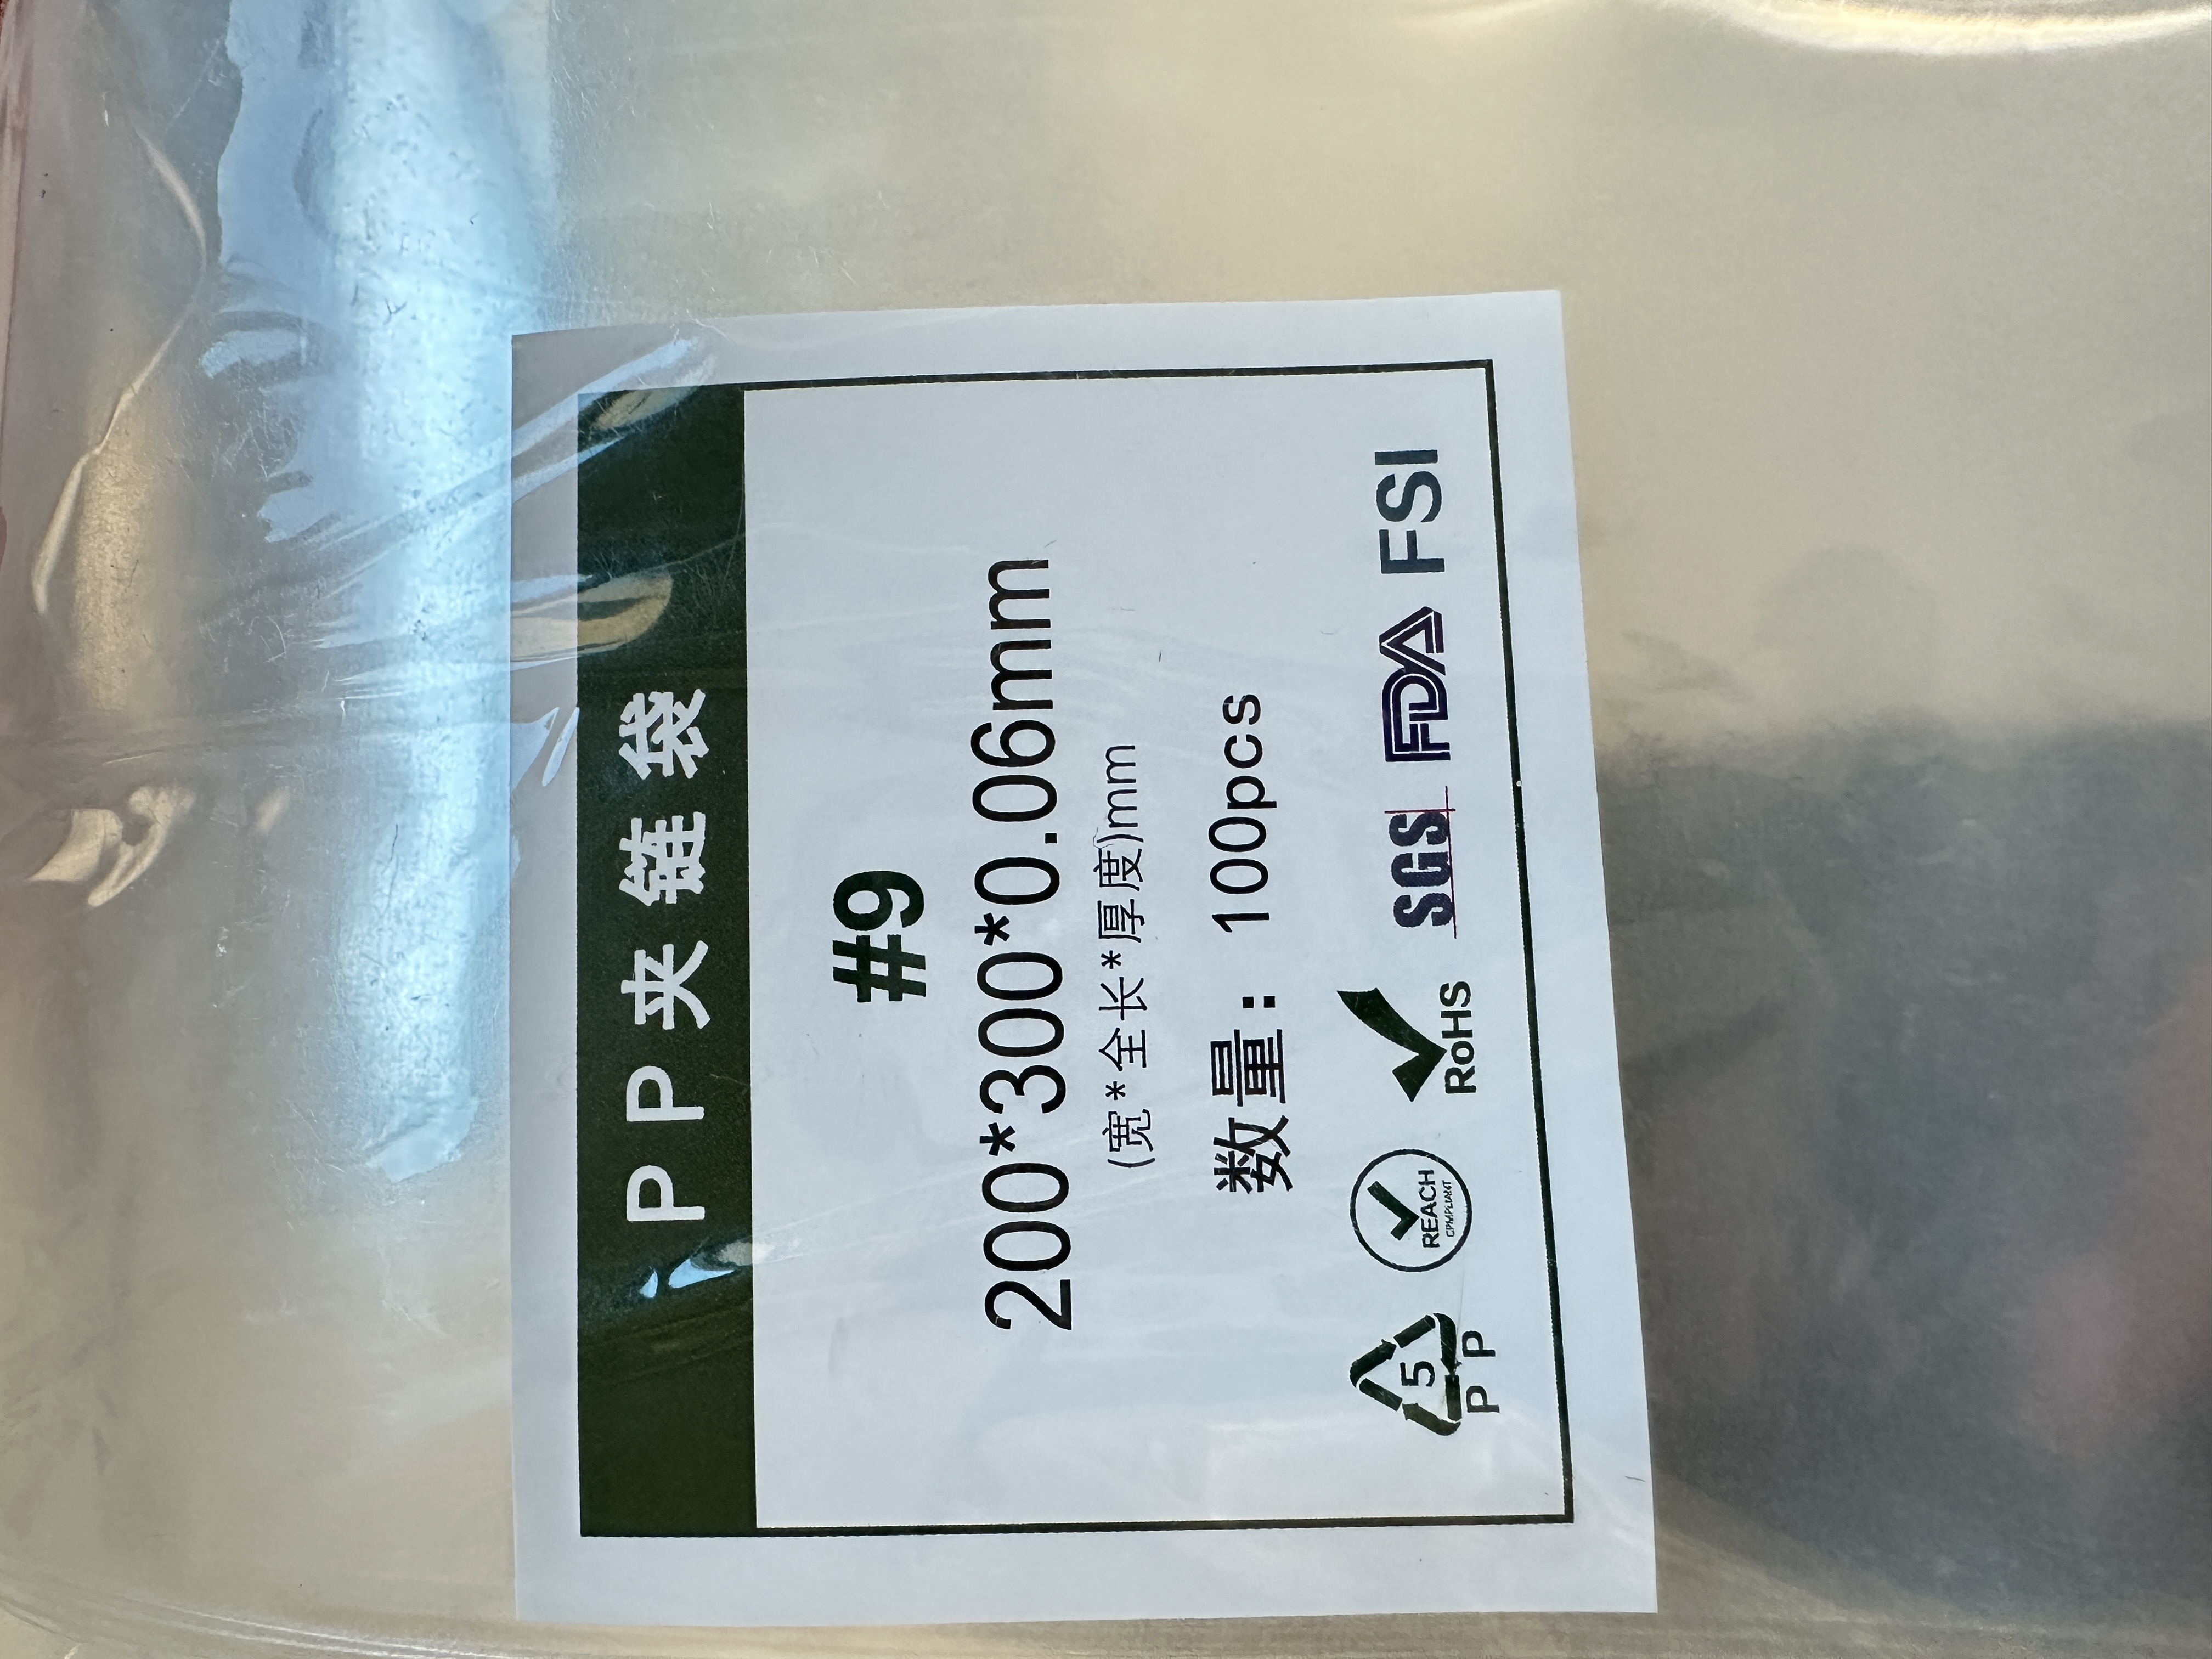 PP夹链袋
#9
200*300*0.06mm
(宽*全长*厚度)mm
数量: 100pcs
5 PP
REACH COMPLIANT
RoHS
SGS
FDA
FSI